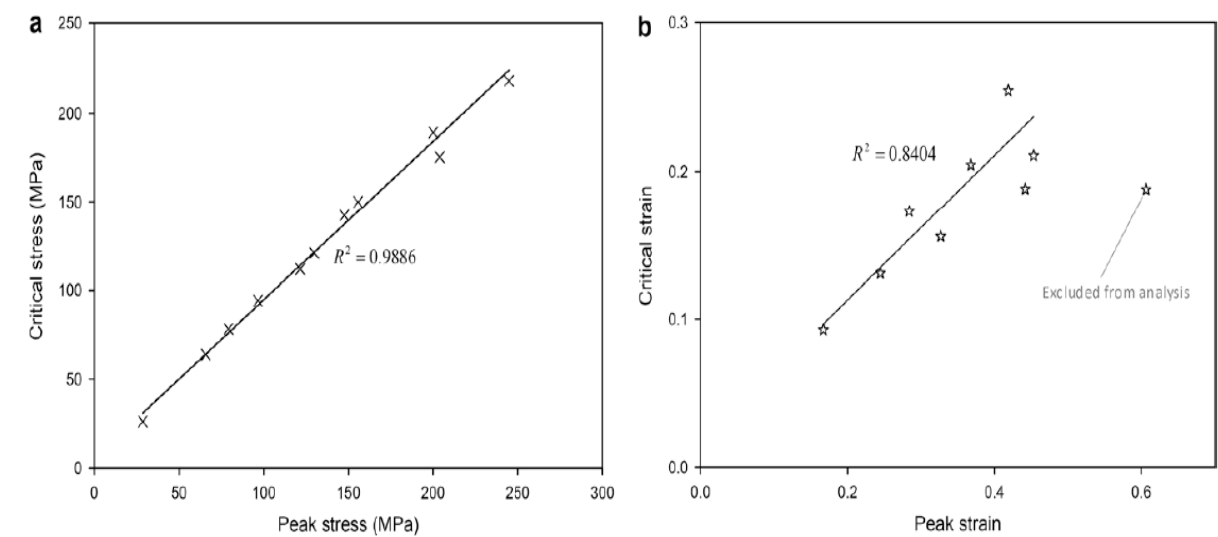 a
250
200
150
100
50
0
0 50 100 150 200 250 300
Critical stress (MPa)
Peak stress (MPa)
R² = 0.9886
b
0.3
0.2
0.1
0.0
0.0 0.2 0.4 0.6
Critical strain
Peak strain
R² = 0.8404
Excluded from analysis